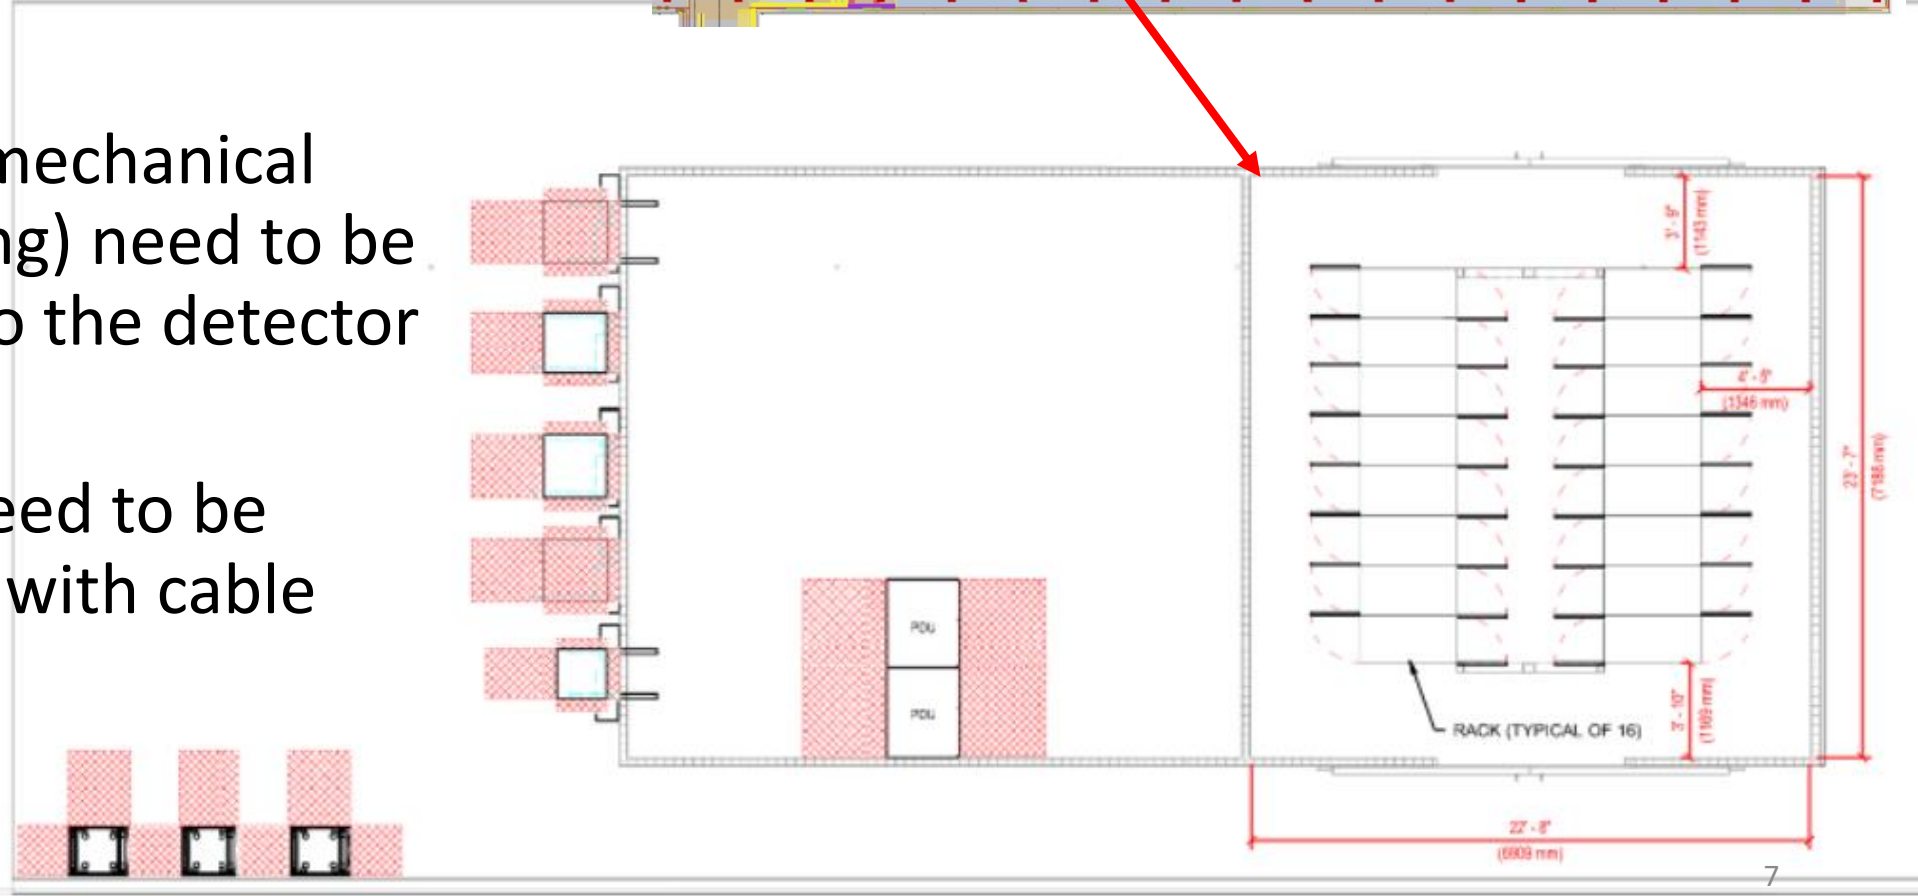 mechanical
ng) need to be
o the detector
eed to be
with cable
PDU
PDU
RACK (TYPICAL OF 16)
3' - 9"
(1143 mm)
4' - 5"
(1346 mm)
23' - 7"
(7188 mm)
3' - 10"
(1169 mm)
22' - 8"
(6909 mm)
7